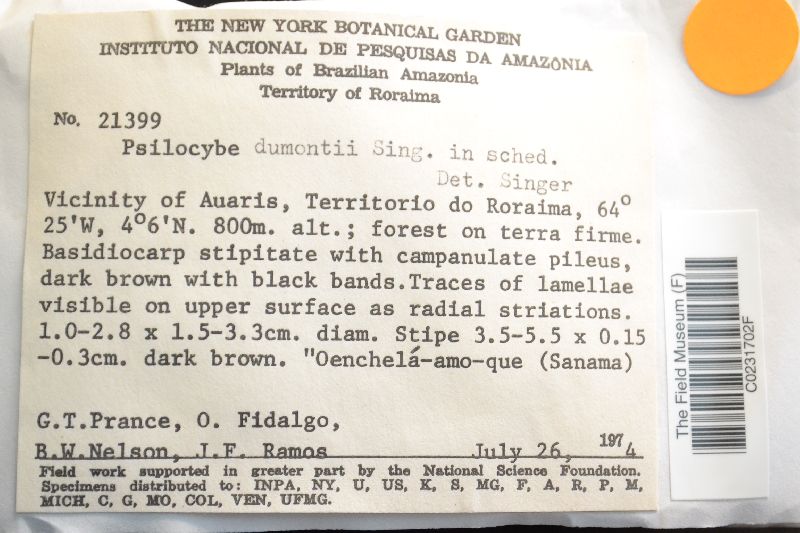 THE NEW YORK BOTANICAL GARDEN
INSTITUTO NACIONAL DE PESQUISAS DA AMAZÔNIA
Plants of Brazilian Amazonia
Territory of Roraima
No. 21399
Psilocybe dumontii Sing. in sched.
Det. Singer
Vicinity of Auaris, Territorio do Roraima, 64°
25'W, 4°6'N. 800m. alt.; forest on terra firme.
Basidiocarp stipitate with campanulate pileus,
dark brown with black bands.Traces of lamellae
visible on upper surface as radial striations.
1.0-2.8 x 1.5-3.3cm. diam. Stipe 3.5-5.5 x 0.15
-0.3cm. dark brown. "Oenchelá-amo-que (Sanama)
G.T.Prance, O. Fidalgo,
B.W.Nelson, J.F. Ramos July 26, 1974
Field work supported in greater part by the National Science Foundation.
Specimens distributed to: INPA, NY, U, US, K, S, MG, F, A, R, P, M,
MICH, C, G, MO, COL, VEN, UFMG.
The Field Museum (F)
C0231702F